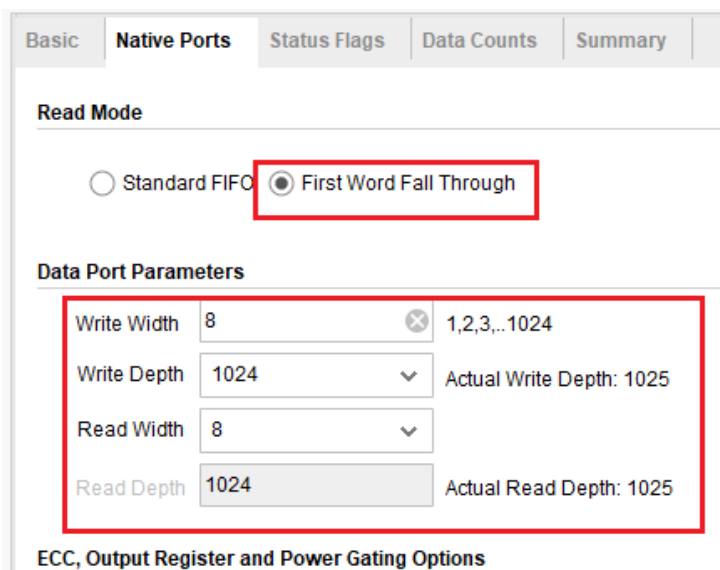 Basic Native Ports Status Flags Data Counts Summary
Read Mode
Standard FIFO First Word Fall Through
Data Port Parameters
Write Width 8 1,2,3,..1024
Write Depth 1024 Actual Write Depth: 1025
Read Width 8
Read Depth 1024 Actual Read Depth: 1025
ECC, Output Register and Power Gating Options